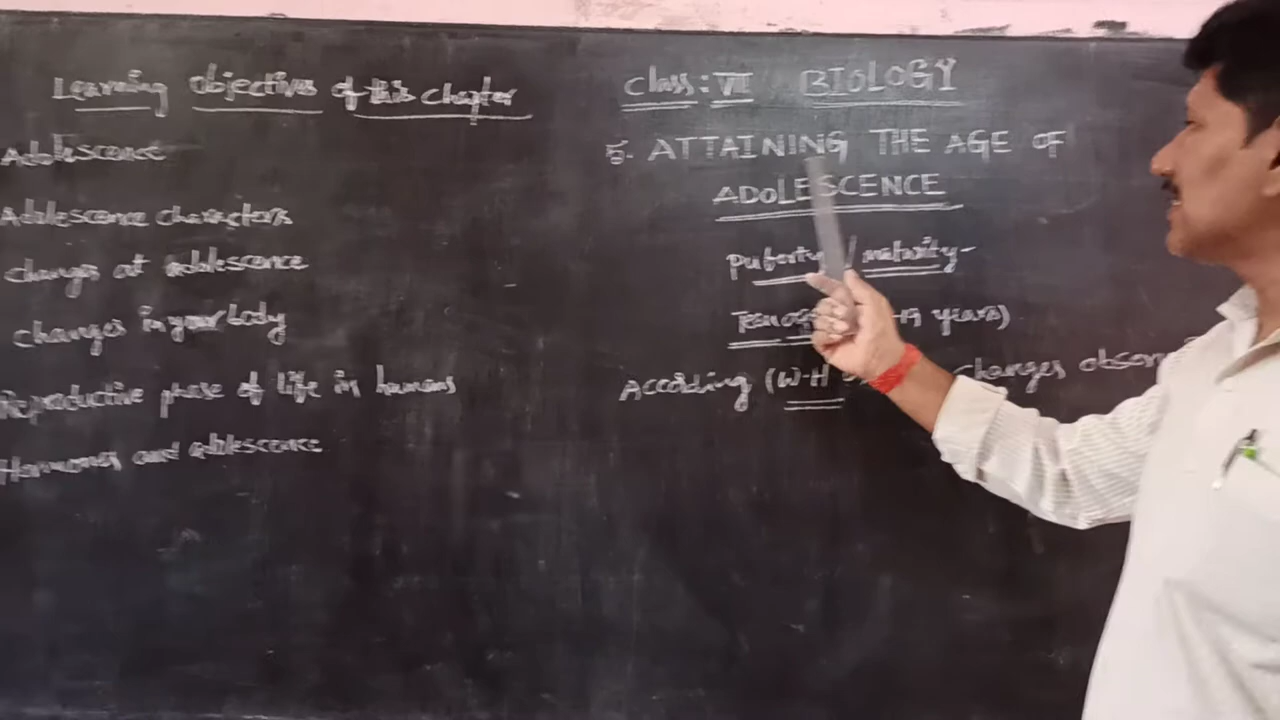 Learning objectives of this chapter
Adolescence
Adolescence characters
changes at adolescence
changes in your body
Reproductive phase of life in humans
Hormones and adolescence
Class: VII BIOLOGY
5. ATTAINING THE AGE OF
ADOLESCENCE
Puberty / maturity-
years)
According (W-H changes